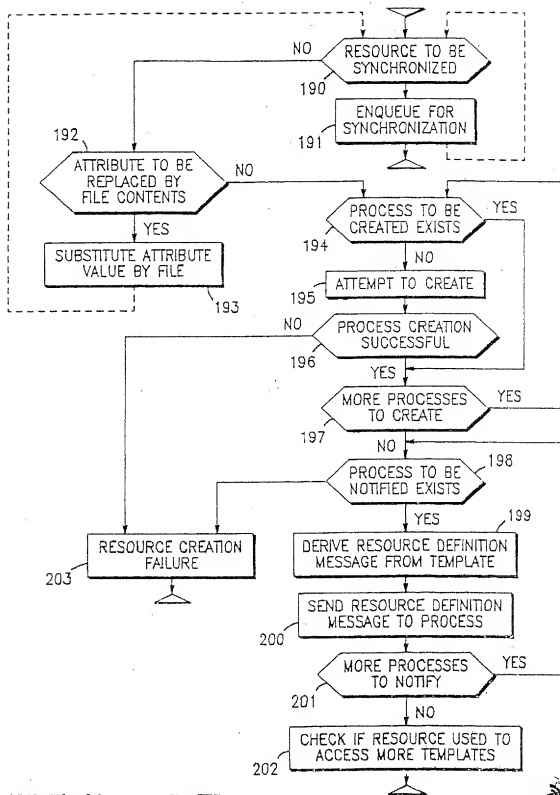 NO
RESOURCE TO BE
SYNCHRONIZED
190
ENQUEUE FOR
SYNCHRONIZATION
191
192
ATTRIBUTE TO BE
REPLACED BY
FILE CONTENTS
NO
YES
SUBSTITUTE ATTRIBUTE
VALUE BY FILE
193
PROCESS TO BE
CREATED EXISTS
YES
194
NO
ATTEMPT TO CREATE
195
NO
PROCESS CREATION
SUCCESSFUL
196
YES
MORE PROCESSES
TO CREATE
YES
197
NO
198
PROCESS TO BE
NOTIFIED EXISTS
YES
199
RESOURCE CREATION
FAILURE
203
DERIVE RESOURCE DEFINITION
MESSAGE FROM TEMPLATE
SEND RESOURCE DEFINITION
MESSAGE TO PROCESS
200
MORE PROCESSES
TO NOTIFY
YES
201
NO
CHECK IF RESOURCE USED TO
ACCESS MORE TEMPLATES
202